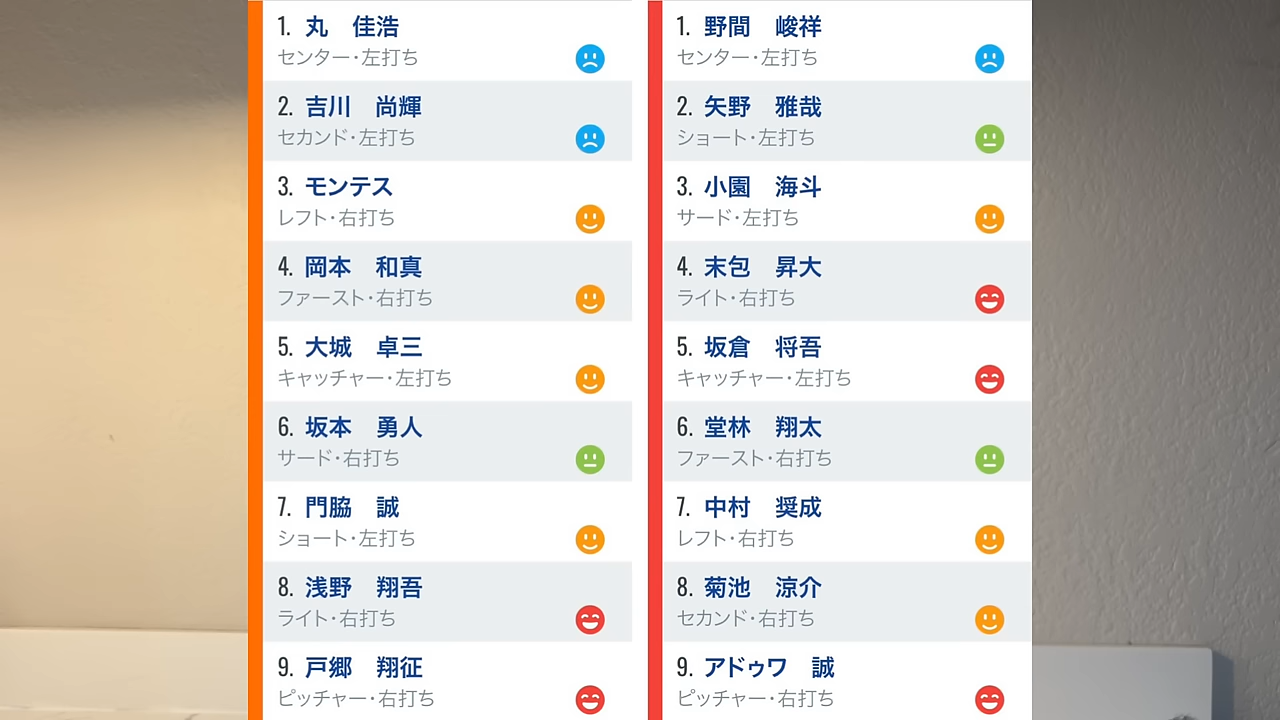 1. 丸　佳浩
センター・左打ち
2. 吉川　尚輝
セカンド・左打ち
3. モンテス
レフト・右打ち
4. 岡本　和真
ファースト・右打ち
5. 大城　卓三
キャッチャー・左打ち
6. 坂本　勇人
サード・右打ち
7. 門脇　誠
ショート・左打ち
8. 浅野　翔吾
ライト・右打ち
9. 戸郷　翔征
ピッチャー・右打ち
1. 野間　峻祥
センター・左打ち
2. 矢野　雅哉
ショート・左打ち
3. 小園　海斗
サード・左打ち
4. 末包　昇大
ライト・右打ち
5. 坂倉　将吾
キャッチャー・左打ち
6. 堂林　翔太
ファースト・右打ち
7. 中村　奨成
レフト・右打ち
8. 菊池　涼介
セカンド・右打ち
9. アドゥワ　誠
ピッチャー・右打ち